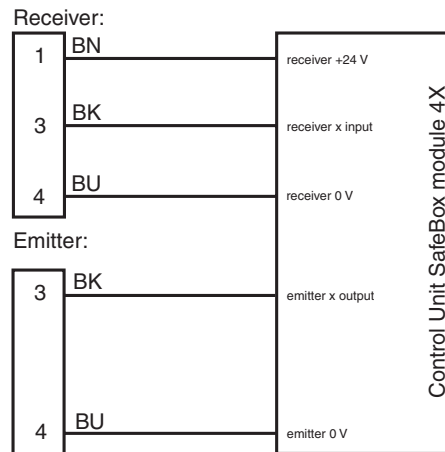 Receiver:
1 BN receiver +24 V
3 BK receiver x input
4 BU receiver 0 V
Emitter:
3 BK emitter x output
4 BU emitter 0 V
Control Unit SafeBox module 4X